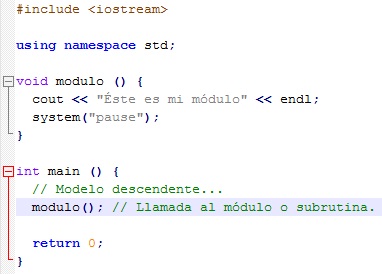 #include <iostream>
using namespace std;
void modulo () {
cout << "Éste es mi módulo" << endl;
system("pause");
}
int main () {
// Modelo descendente...
modulo(); // Llamada al módulo o subrutina.
return 0;
}